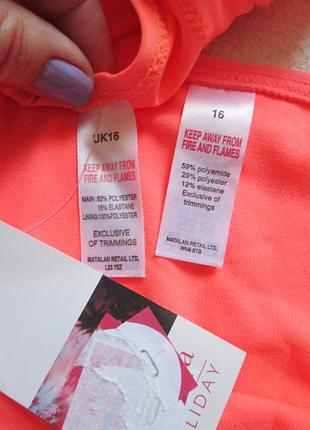 UK16
KEEP AWAY FROM
FIRE AND FLAMES
MAIN: 82% POLYESTER
18% ELASTANE
LINING:100%POLYESTER
EXCLUSIVE
OF TRIMMINGS
MATALAN RETAIL LTD,
L33 7SZ
16
KEEP AWAY FROM
FIRE AND FLAMES
59% polyamide
29% polyester
12% elastane
Exclusive of
trimmings
MATALAN RETAIL LTD.
WN8 9TB
a
LIDAY